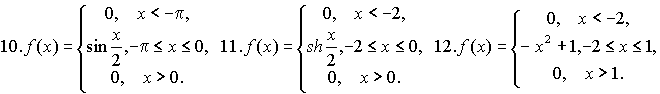 10. f(x) = { 0, x < -π, sin x/2, -π ≤ x ≤ 0, 0, x > 0.
11. f(x) = { 0, x < -2, sh x/2, -2 ≤ x ≤ 0, 0, x > 0.
12. f(x) = { 0, x < -2, - x² + 1, -2 ≤ x ≤ 1, 0, x > 1.